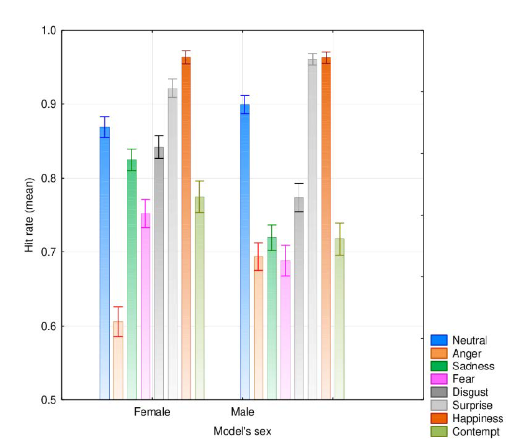 1.0
0.9
0.8
0.7
0.6
0.5
Hit rate (mean)
Female Male
Model's sex
Neutral
Anger
Sadness
Fear
Disgust
Surprise
Happiness
Contempt